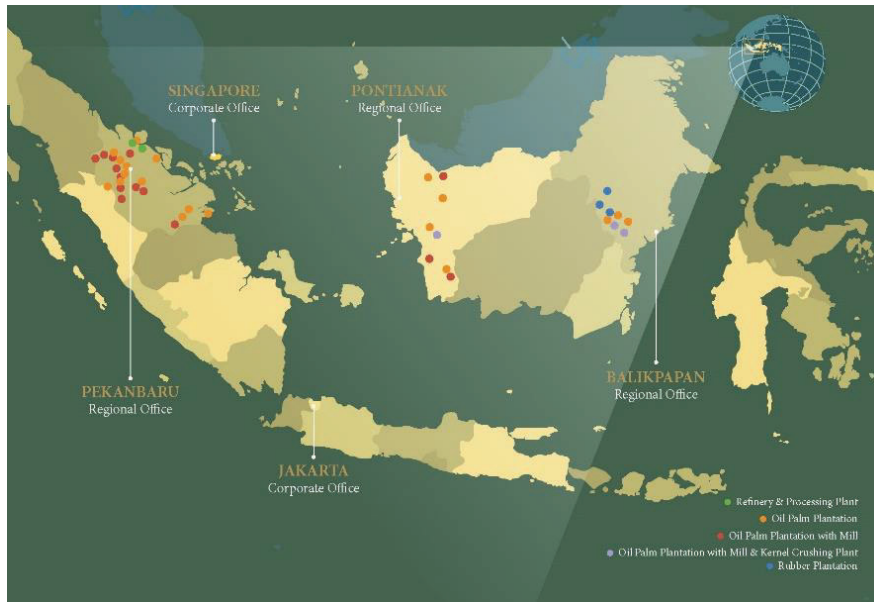 SINGAPORE
Corporate Office
PONTIANAK
Regional Office
PEKANBARU
Regional Office
BALIKPAPAN
Regional Office
JAKARTA
Corporate Office
Refinery & Processing Plant
Oil Palm Plantation
Oil Palm Plantation with Mill
Oil Palm Plantation with Mill & Kernel Crushing Plant
Rubber Plantation